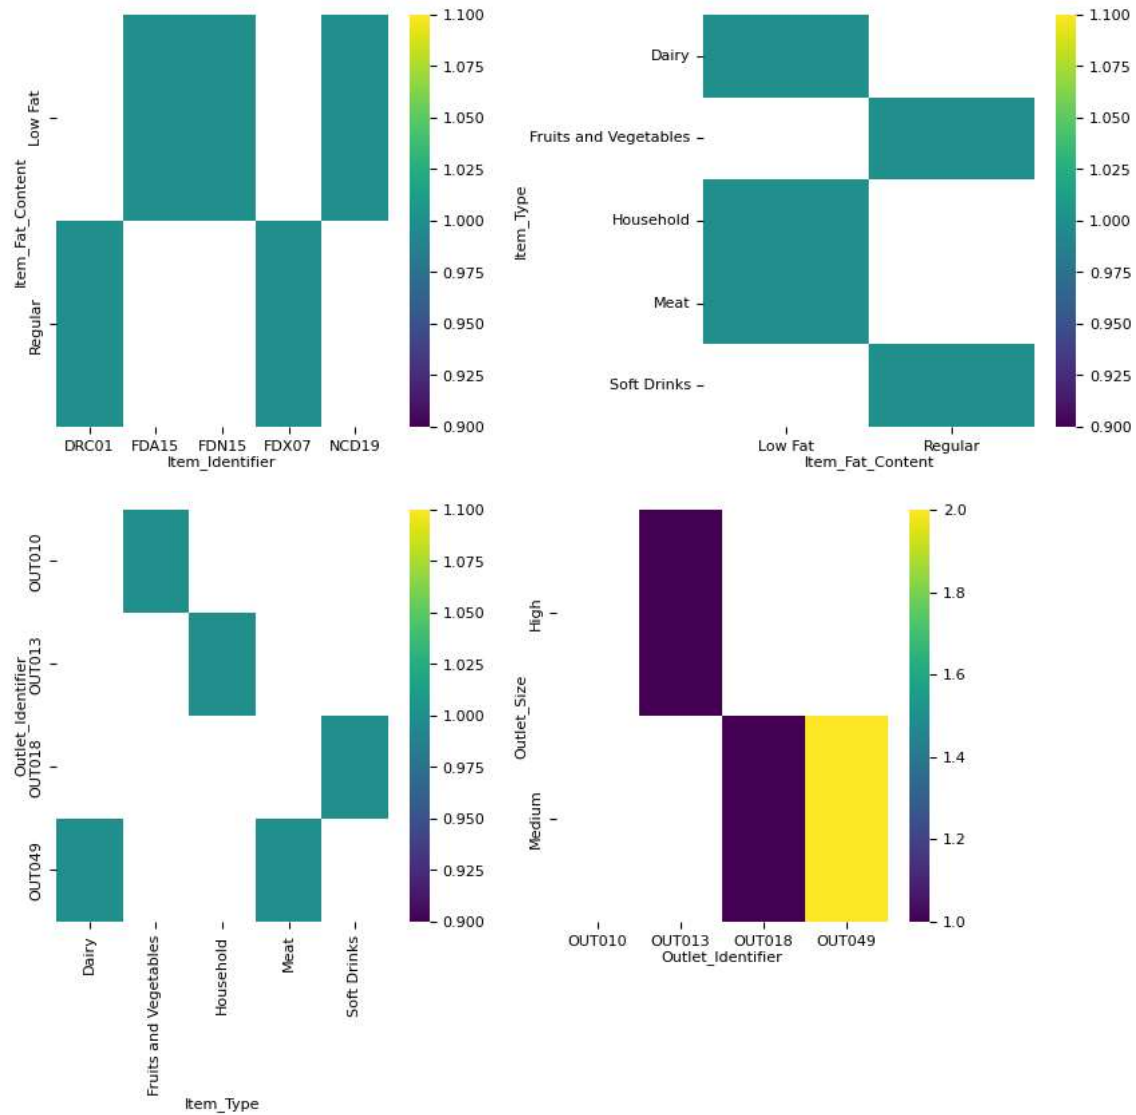 Item_Fat_Content
Low Fat
Regular
DRC01 FDA15 FDN15 FDX07 NCD19
Item_Identifier
1.100
1.075
1.050
1.025
1.000
0.975
0.950
0.925
0.900
Item_Type
Dairy
Fruits and Vegetables
Household
Meat
Soft Drinks
Low Fat Regular
Item_Fat_Content
1.100
1.075
1.050
1.025
1.000
0.975
0.950
0.925
0.900
Outlet_Identifier
OUT010
OUT013
OUT018
OUT049
Dairy
Fruits and Vegetables
Household
Meat
Soft Drinks
Item_Type
1.100
1.075
1.050
1.025
1.000
0.975
0.950
0.925
0.900
Outlet_Size
High
Medium
OUT010 OUT013 OUT018 OUT049
Outlet_Identifier
2.0
1.8
1.6
1.4
1.2
1.0